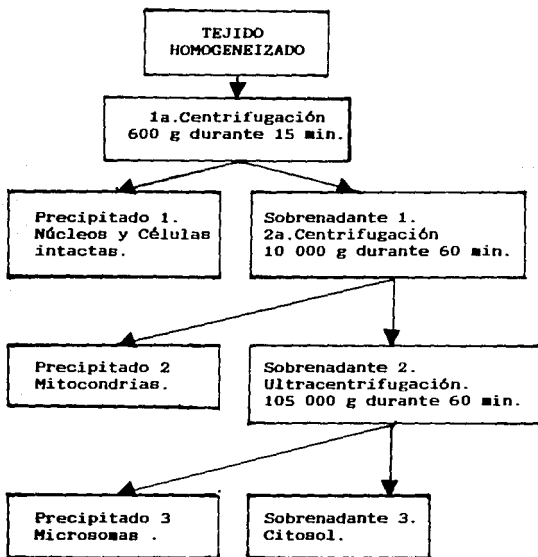 TEJIDO
HOMOGENEIZADO
1a.Centrifugación
600 g durante 15 min.
Precipitado 1.
Núcleos y Células
intactas.
Sobrenadante 1.
2a.Centrifugación
10 000 g durante 60 min.
Precipitado 2
Mitocondrias.
Sobrenadante 2.
Ultracentrifugación.
105 000 g durante 60 min.
Precipitado 3
Microsomas .
Sobrenadante 3.
Citosol.